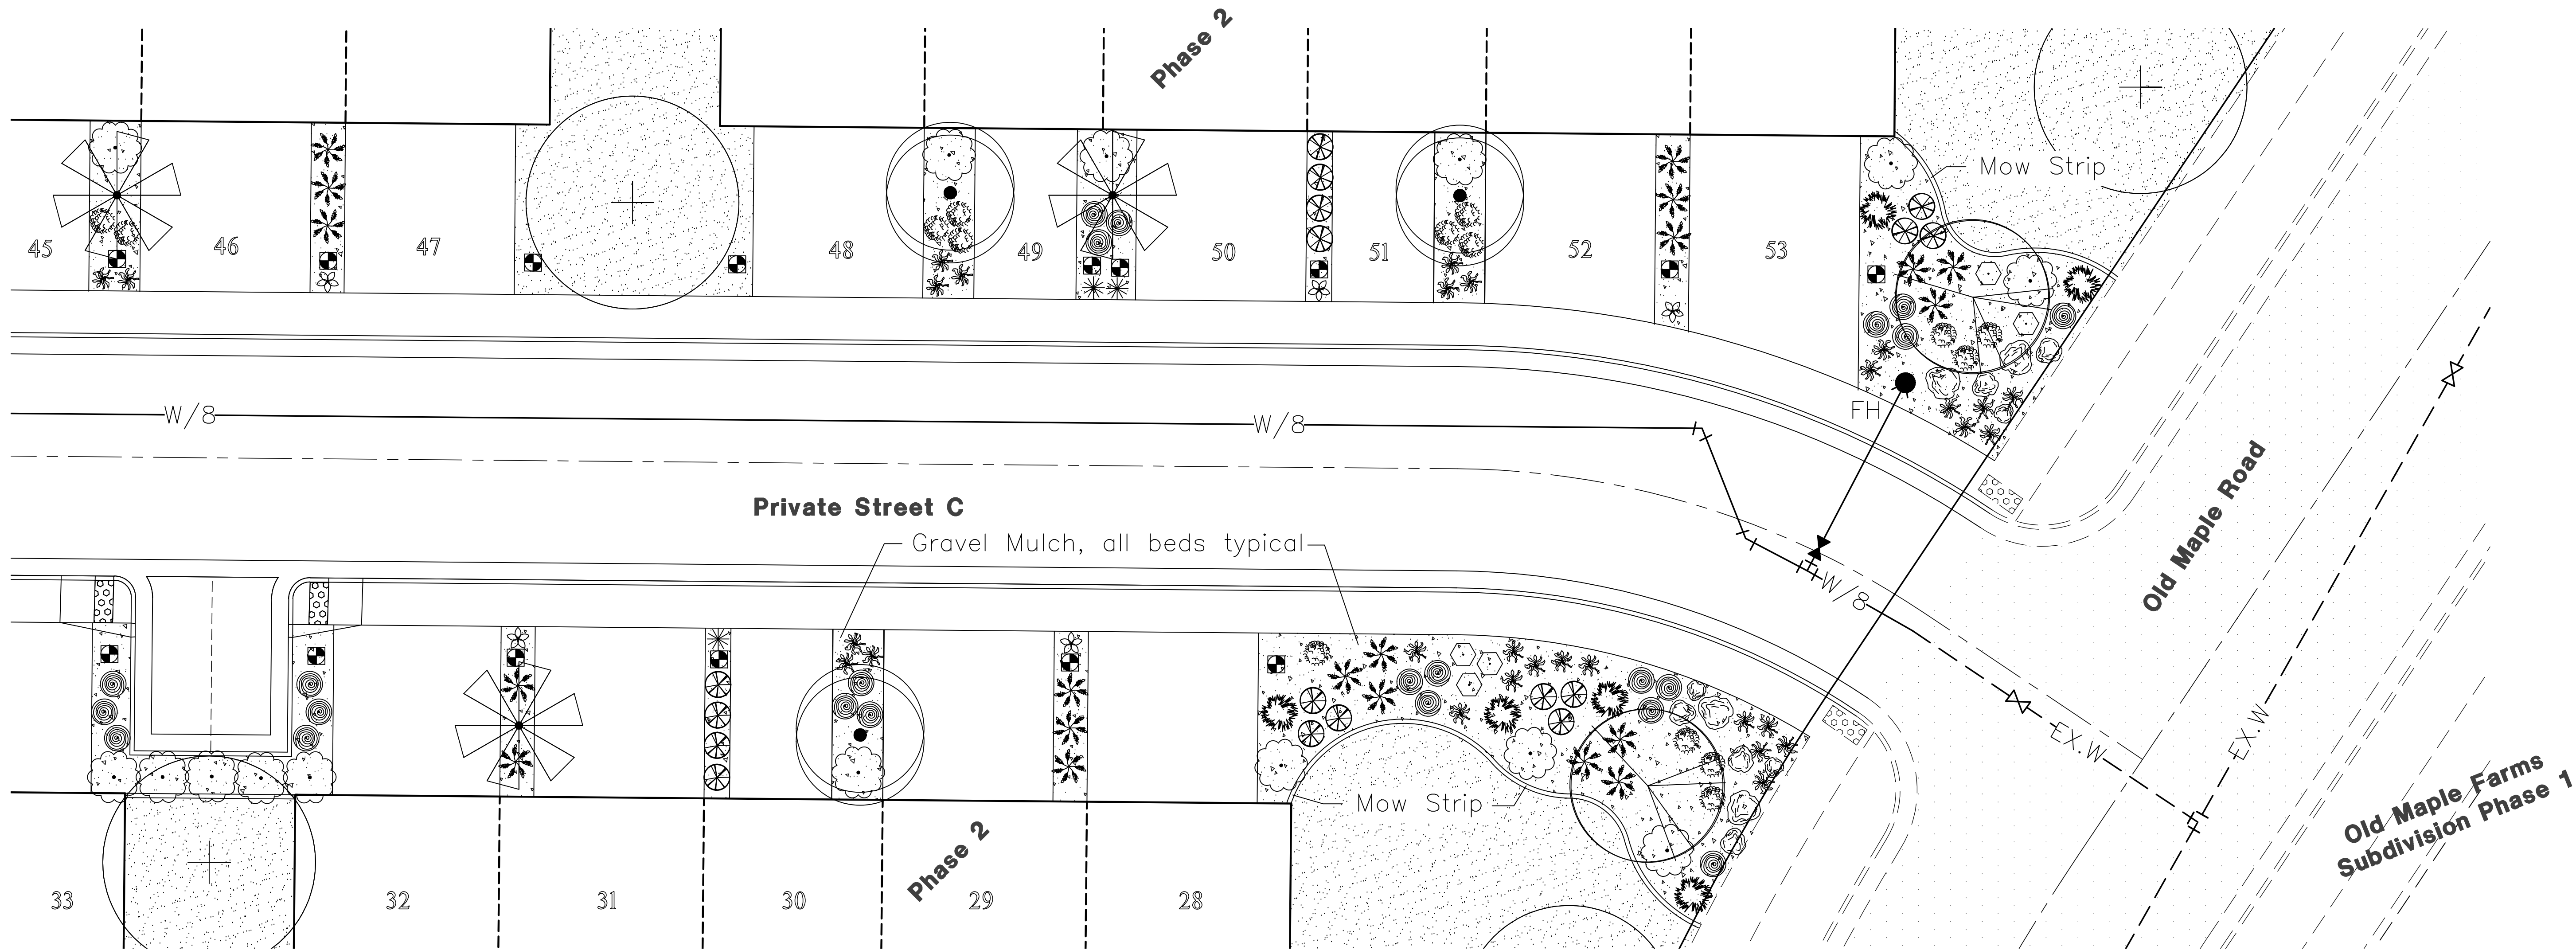 Phase 2
Mow Strip
45
46
47
48
49
50
51
52
53
FH
W/8
W/8
Private Street C
Gravel Mulch, all beds typical
W/8
Old Maple Road
EX.W
EX.W
Mow Strip
Old Maple Farms
Subdivision Phase 1
Phase 2
33
32
31
30
29
28